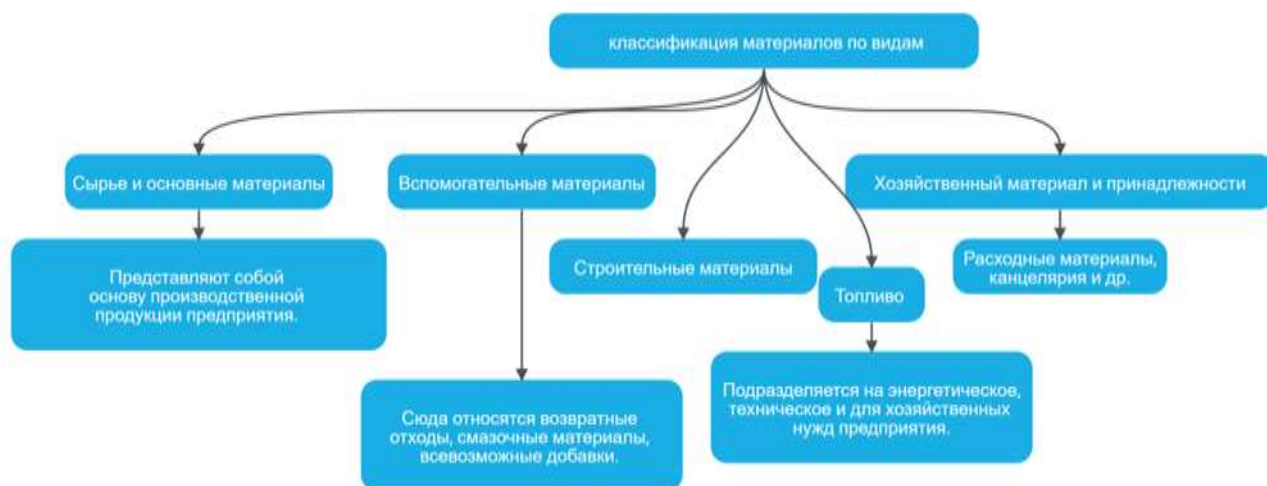 классификация материалов по видам
Сырье и основные материалы
Вспомогательные материалы
Хозяйственный материал и принадлежности
Строительные материалы
Топливо
Расходные материалы,
канцелярия и др.
Представляют собой
основу производственной
продукции предприятия.
Сюда относятся возвратные
отходы, смазочные материалы,
всевозможные добавки.
Подразделяется на энергетическое,
техническое и для хозяйственных
нужд предприятия.